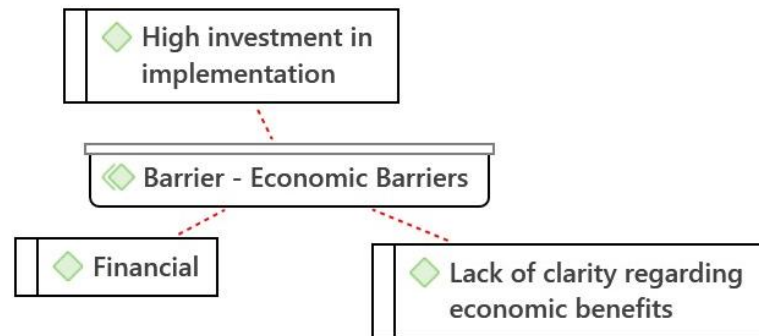 High investment in
implementation
Barrier - Economic Barriers
Financial
Lack of clarity regarding
economic benefits